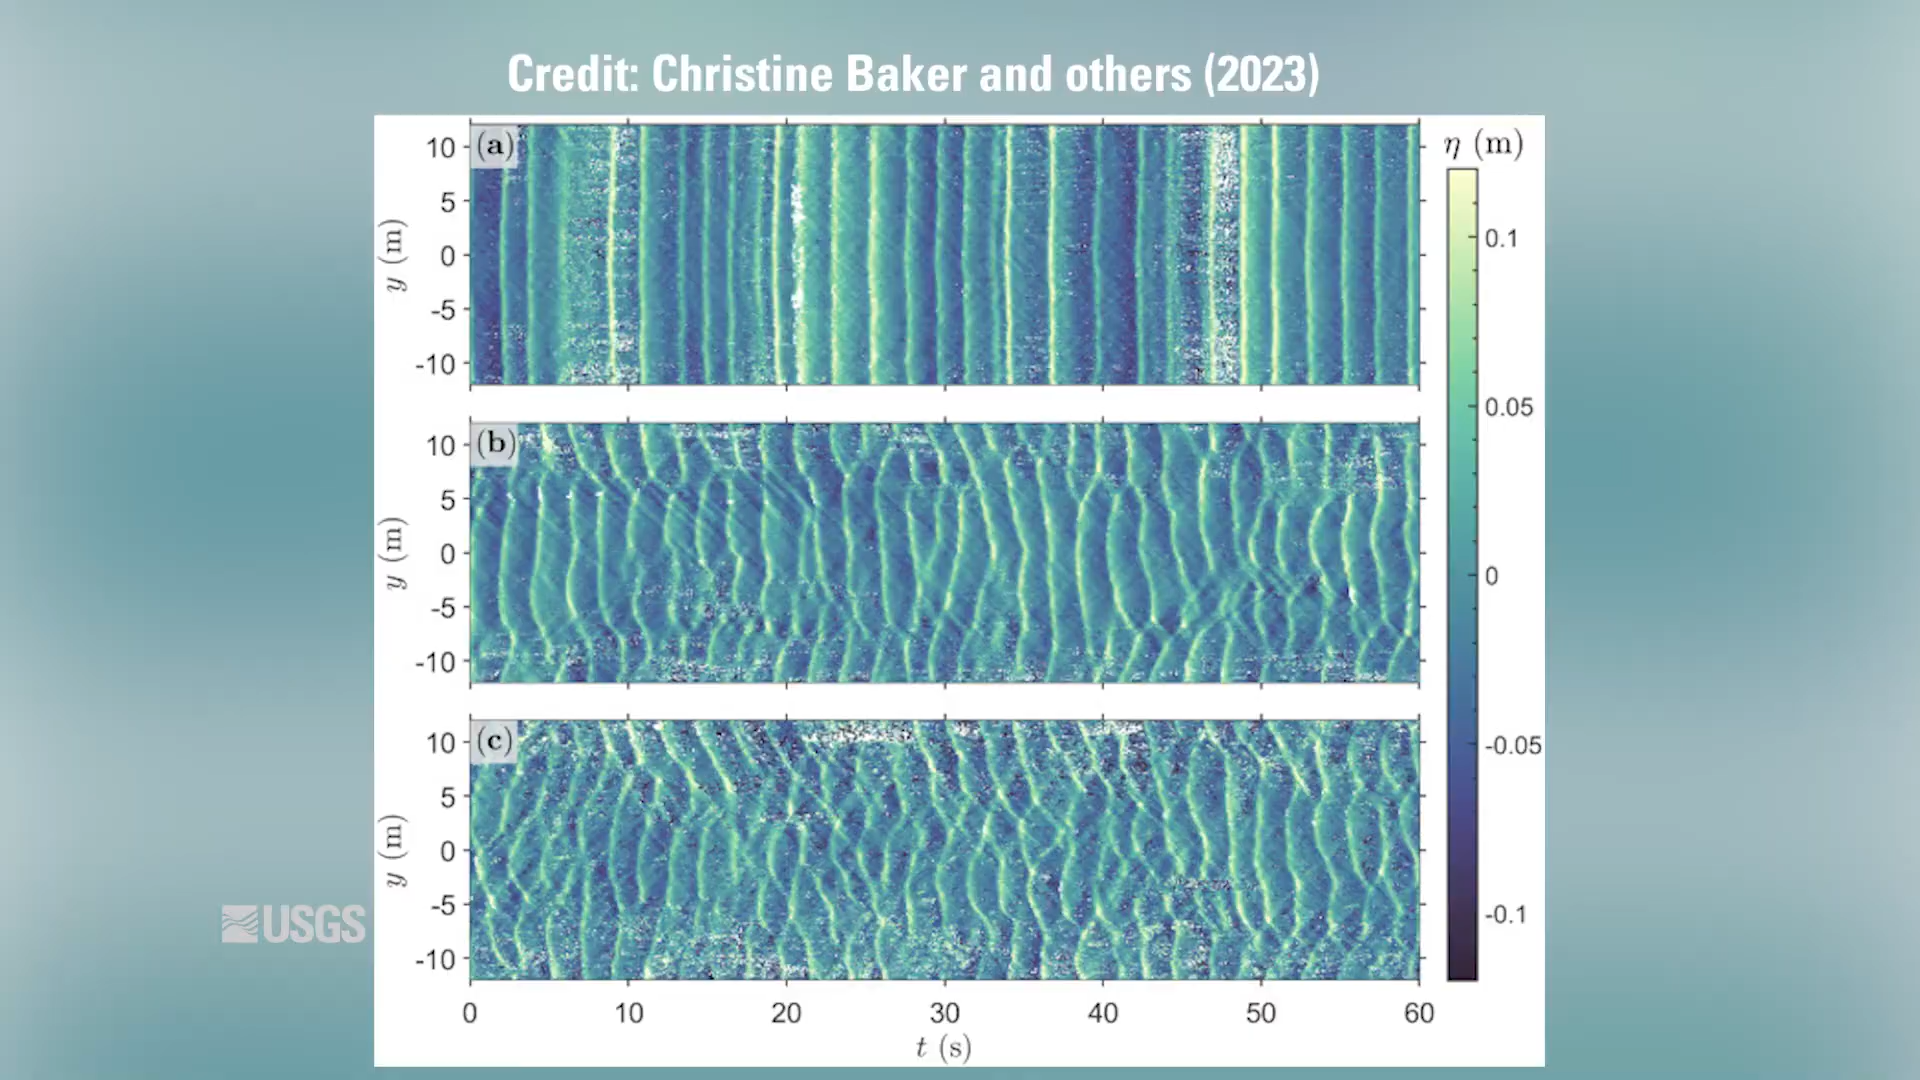 Credit: Christine Baker and others (2023)
(a)
10
5
0
-5
-10
y (m)
(b)
10
5
0
-5
-10
y (m)
(c)
10
5
0
-5
-10
y (m)
0 10 20 30 40 50 60
t (s)
η (m)
0.1
0.05
0
-0.05
-0.1
USGS